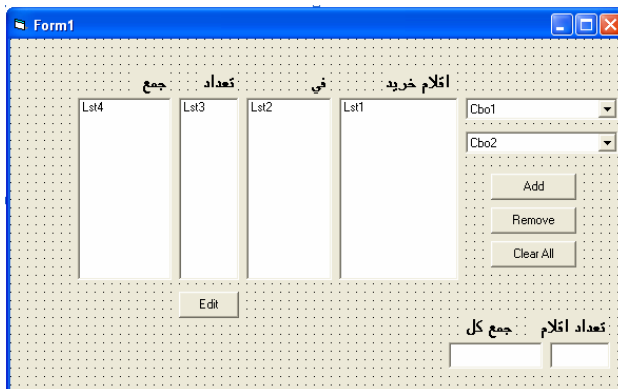 Form1
اقلام خرید في تعداد جمع
Lst4 Lst3 Lst2 Lst1 Cbo1
Cbo2
Add
Remove
Clear All
Edit
تعداد اقلام جمع کل